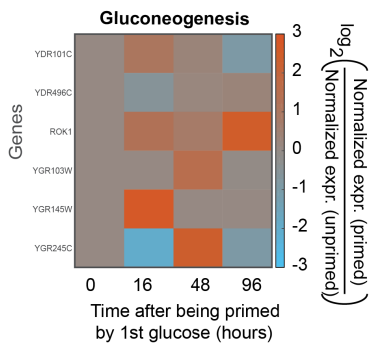 Gluconeogenesis
Genes
YDR101C
YDR496C
ROK1
YGR103W
YGR145W
YGR245C
0 16 48 96
Time after being primed
by 1st glucose (hours)
3
2
1
0
-1
-2
-3
log2
(Normalized expr. (primed)
Normalized expr. (unprimed))